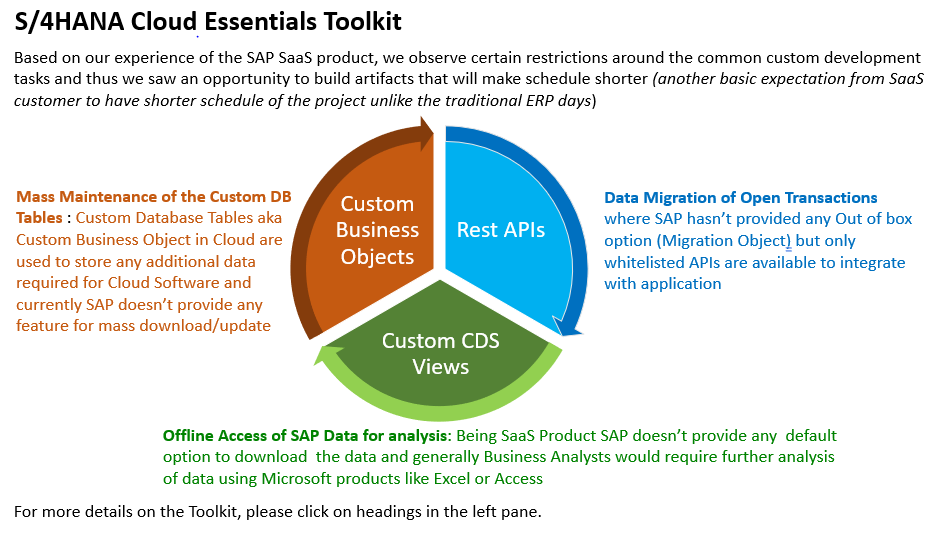 S/4HANA Cloud Essentials Toolkit
Based on our experience of the SAP SaaS product, we observe certain restrictions around the common custom development
tasks and thus we saw an opportunity to build artifacts that will make schedule shorter (another basic expectation from SaaS
customer to have shorter schedule of the project unlike the traditional ERP days)
Mass Maintenance of the Custom DB
Tables : Custom Database Tables aka
Custom Business Object in Cloud are
used to store any additional data
required for Cloud Software and
currently SAP doesn’t provide any
feature for mass download/update
Custom
Business
Objects
Rest APIs
Data Migration of Open Transactions
where SAP hasn’t provided any Out of box
option (Migration Object) but only
whitelisted APIs are available to integrate
with application
Custom CDS
Views
Offline Access of SAP Data for analysis: Being SaaS Product SAP doesn’t provide any  default
option to download  the data and generally Business Analysts would require further analysis
of data using Microsoft products like Excel or Access
For more details on the Toolkit, please click on headings in the left pane.